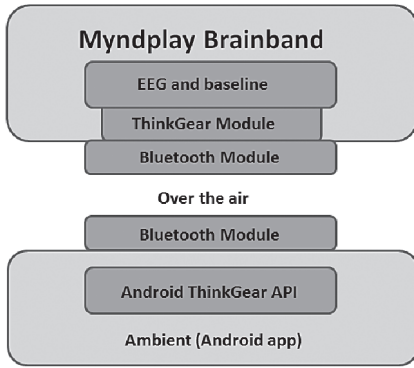 Myndplay Brainband
EEG and baseline
ThinkGear Module
Bluetooth Module
Over the air
Bluetooth Module
Android ThinkGear API
Ambient (Android app)